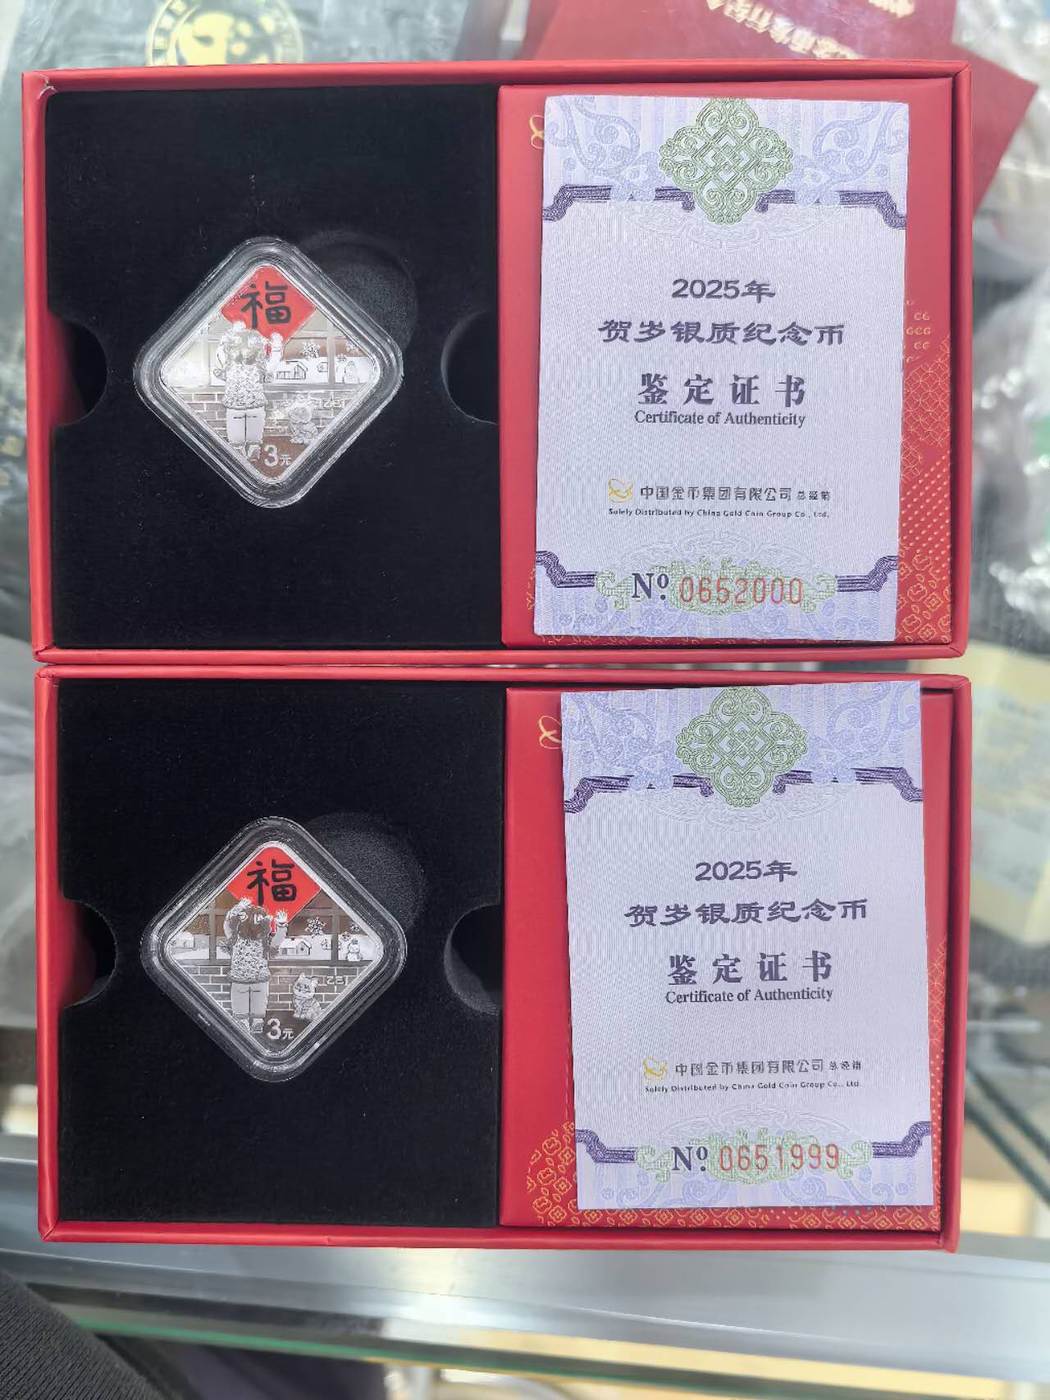 福
3元
2025年
贺岁银质纪念币
鉴定证书
Certificate of Authenticity
中国金币集团有限公司 总经销
Solely Distributed by China Gold Coin Group Co., Ltd.
Nº 0652000
福
3元
2025年
贺岁银质纪念币
鉴定证书
Certificate of Authenticity
中国金币集团有限公司 总经销
Solely Distributed by China Gold Coin Group Co., Ltd.
Nº 0651999